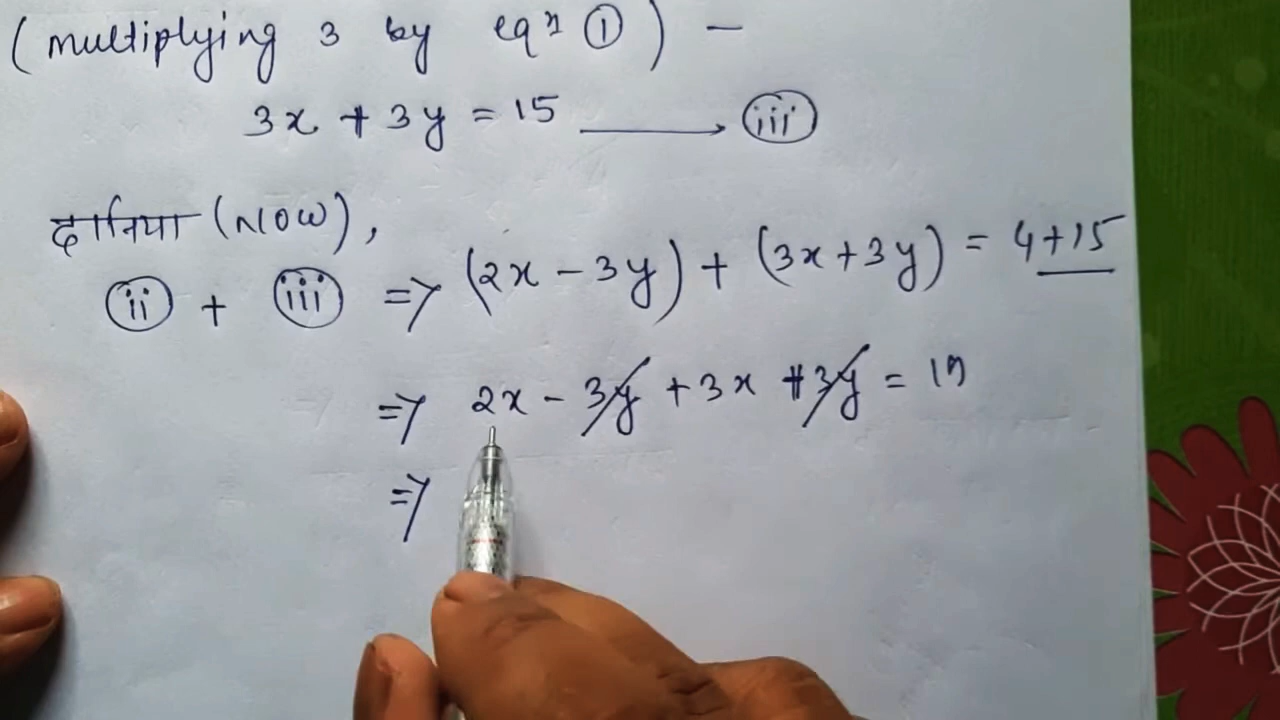 (multiplying 3 by eqn ①) –
3x + 3y = 15 ⟶ (iii)
दानिया (Now),
(ii) + (iii) => (2x - 3y) + (3x + 3y) = 4+15
=> 2x - 3y + 3x + 3y = 19
=>